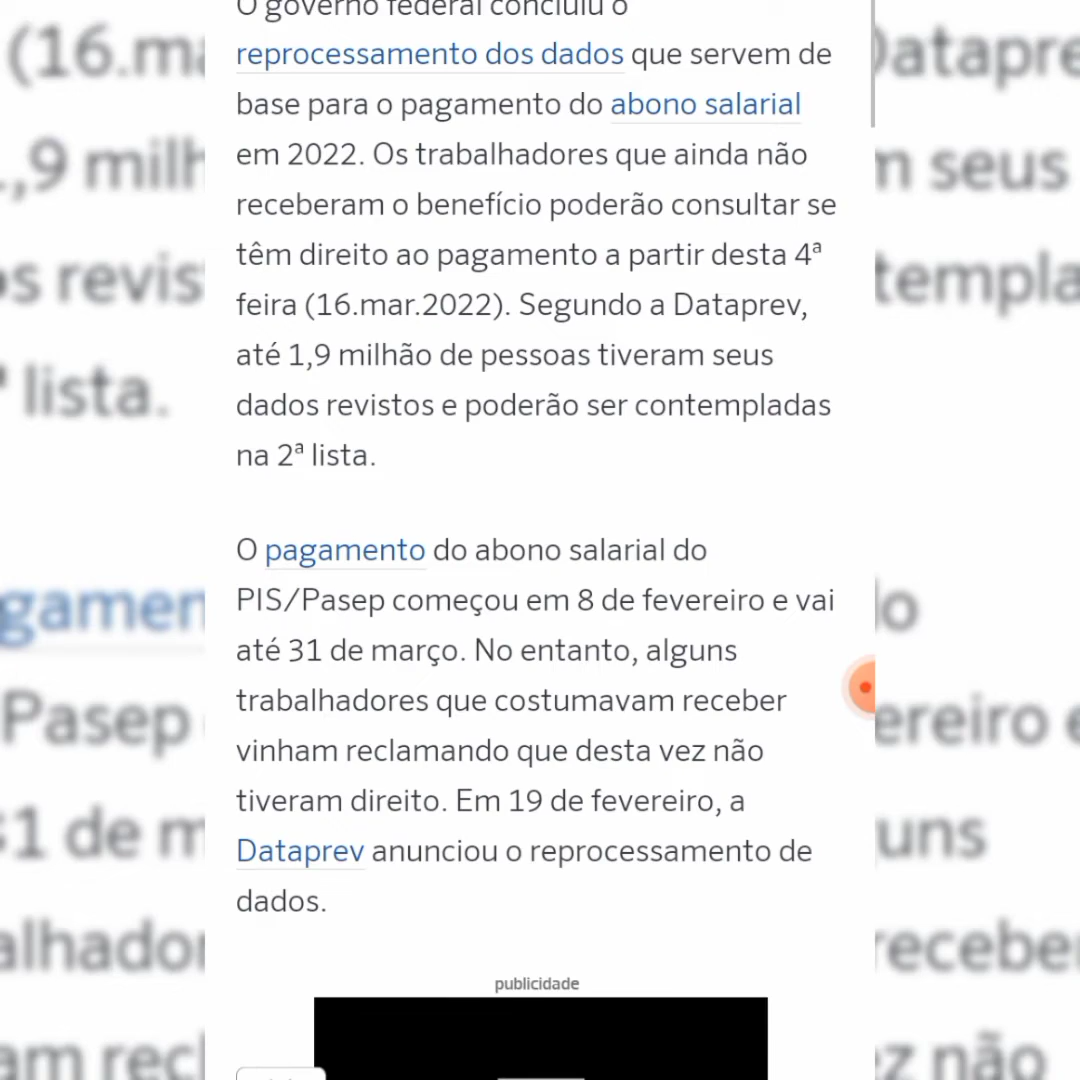 O governo federal concluiu o
reprocessamento dos dados que servem de
base para o pagamento do abono salarial
em 2022. Os trabalhadores que ainda não
receberam o benefício poderão consultar se
têm direito ao pagamento a partir desta 4ª
feira (16.mar.2022). Segundo a Dataprev,
até 1,9 milhão de pessoas tiveram seus
dados revistos e poderão ser contempladas
na 2ª lista.
O pagamento do abono salarial do
PIS/Pasep começou em 8 de fevereiro e vai
até 31 de março. No entanto, alguns
trabalhadores que costumavam receber
vinham reclamando que desta vez não
tiveram direito. Em 19 de fevereiro, a
Dataprev anunciou o reprocessamento de
dados.
publicidade